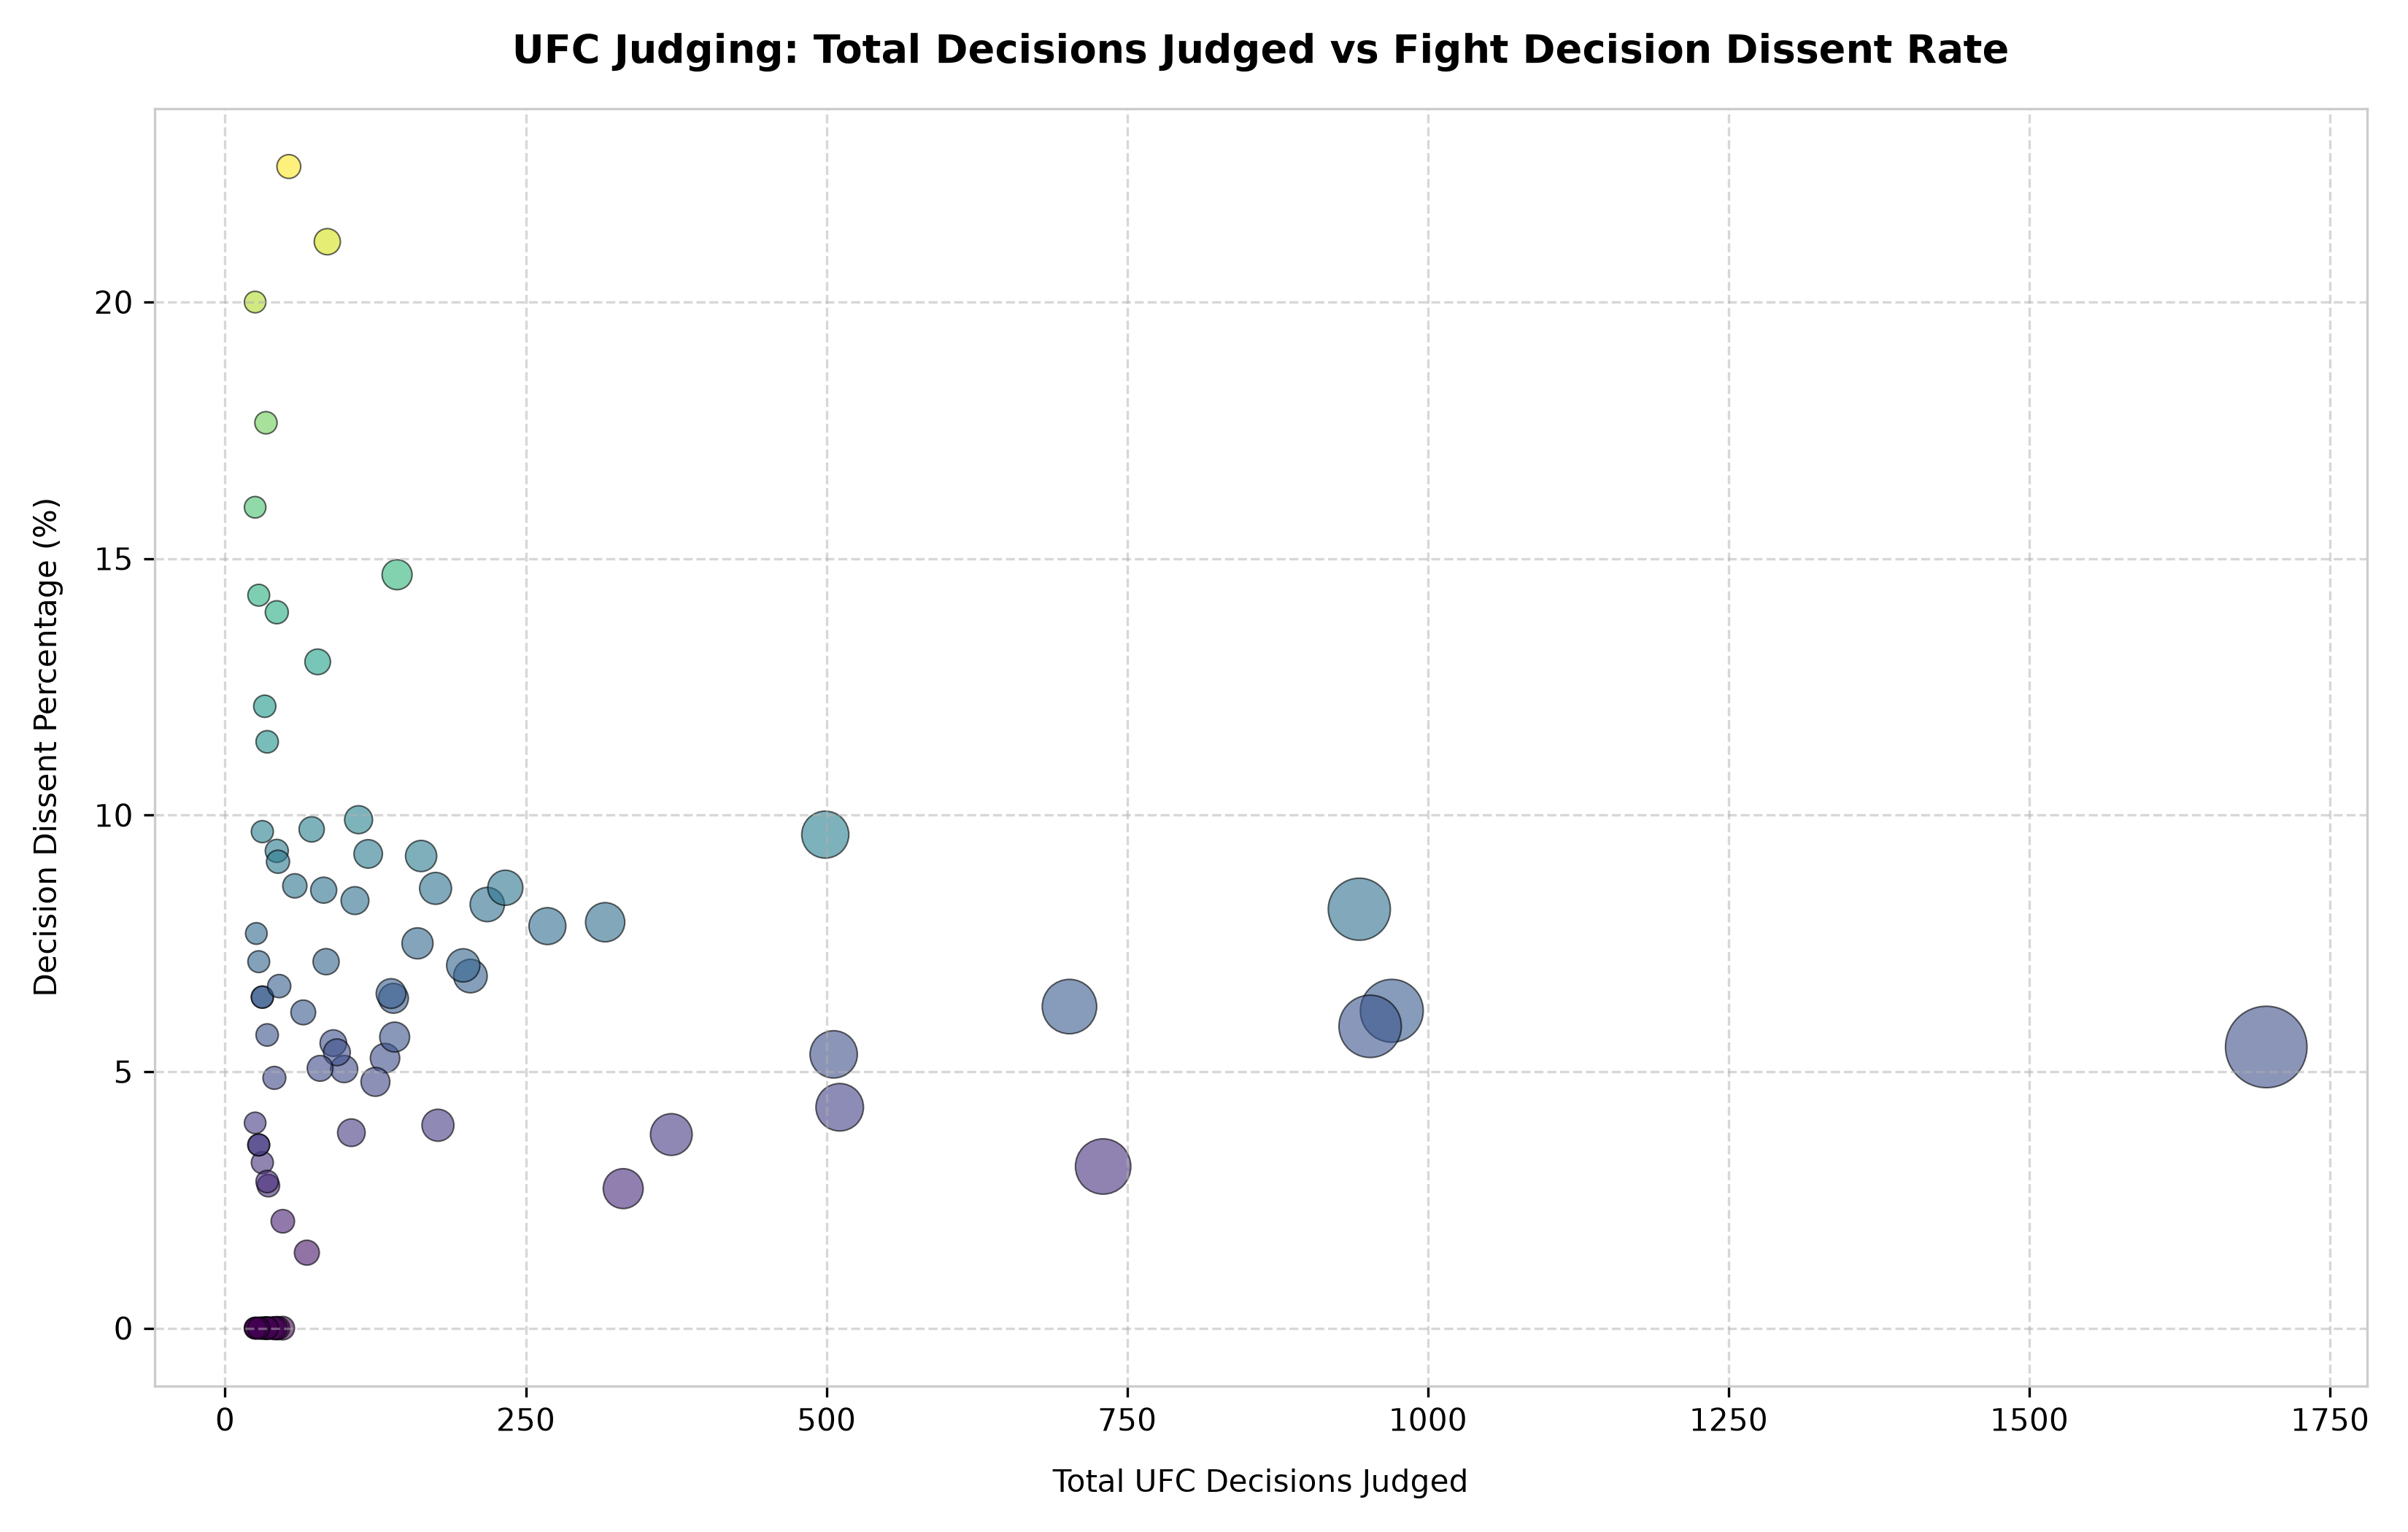 UFC Judging: Total Decisions Judged vs Fight Decision Dissent Rate
Decision Dissent Percentage (%)
20
15
10
5
0
0 250 500 750 1000 1250 1500 1750
Total UFC Decisions Judged